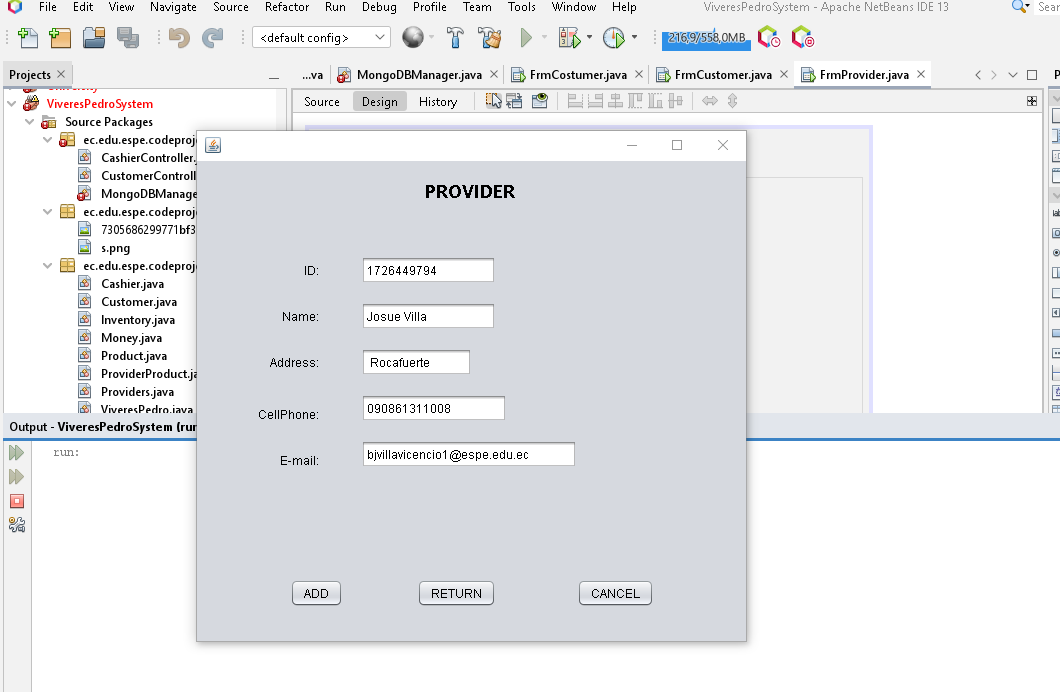 File Edit View Navigate Source Refactor Run Debug Profile Team Tools Window Help ViveresPedroSystem - Apache NetBeans IDE 13 Sear
<default config> 216,9/558,0MB
Projects ...va MongoDBManager.java FrmCostumer.java FrmCustomer.java FrmProvider.java
Source Design History
ViveresPedroSystem
Source Packages
ec.edu.espe.codeproj
CashierController.
CustomerControll
MongoDBManage
ec.edu.espe.codeproj
7305686299771bf3
s.png
ec.edu.espe.codeproj
Cashier.java
Customer.java
Inventory.java
Money.java
Product.java
ProviderProduct.ja
Providers.java
ViveresPedro.java
PROVIDER
ID: 1726449794
Name: Josue Villa
Address: Rocafuerte
CellPhone: 090861311008
E-mail: bjvillavicencio1@espe.edu.ec
ADD RETURN CANCEL
Output - ViveresPedroSystem (run
run: